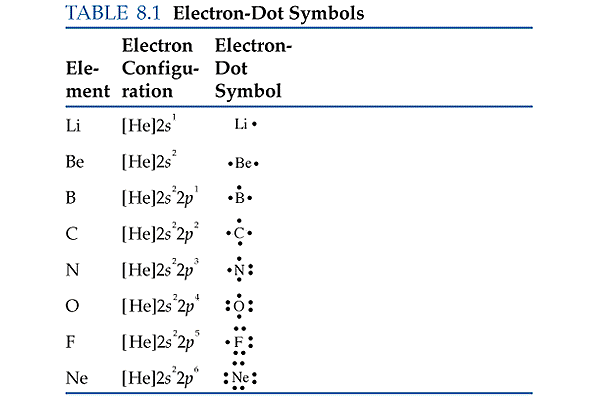 TABLE 8.1 Electron-Dot Symbols
Electron Electron-
Ele- Configu- Dot
ment ration Symbol
Li [He]2s¹ Li •
Be [He]2s² •Be•
B [He]2s²2p¹ •B•
C [He]2s²2p² •C•
N [He]2s²2p³ •N:
O [He]2s²2p⁴ :O:
F [He]2s²2p⁵ •F:
Ne [He]2s²2p⁶ :Ne: